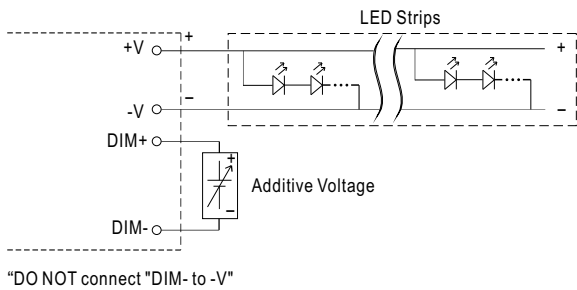 LED Strips
+V
+
+
-V
−
−
DIM+
+
Additive Voltage
−
DIM-
“DO NOT connect "DIM- to -V"